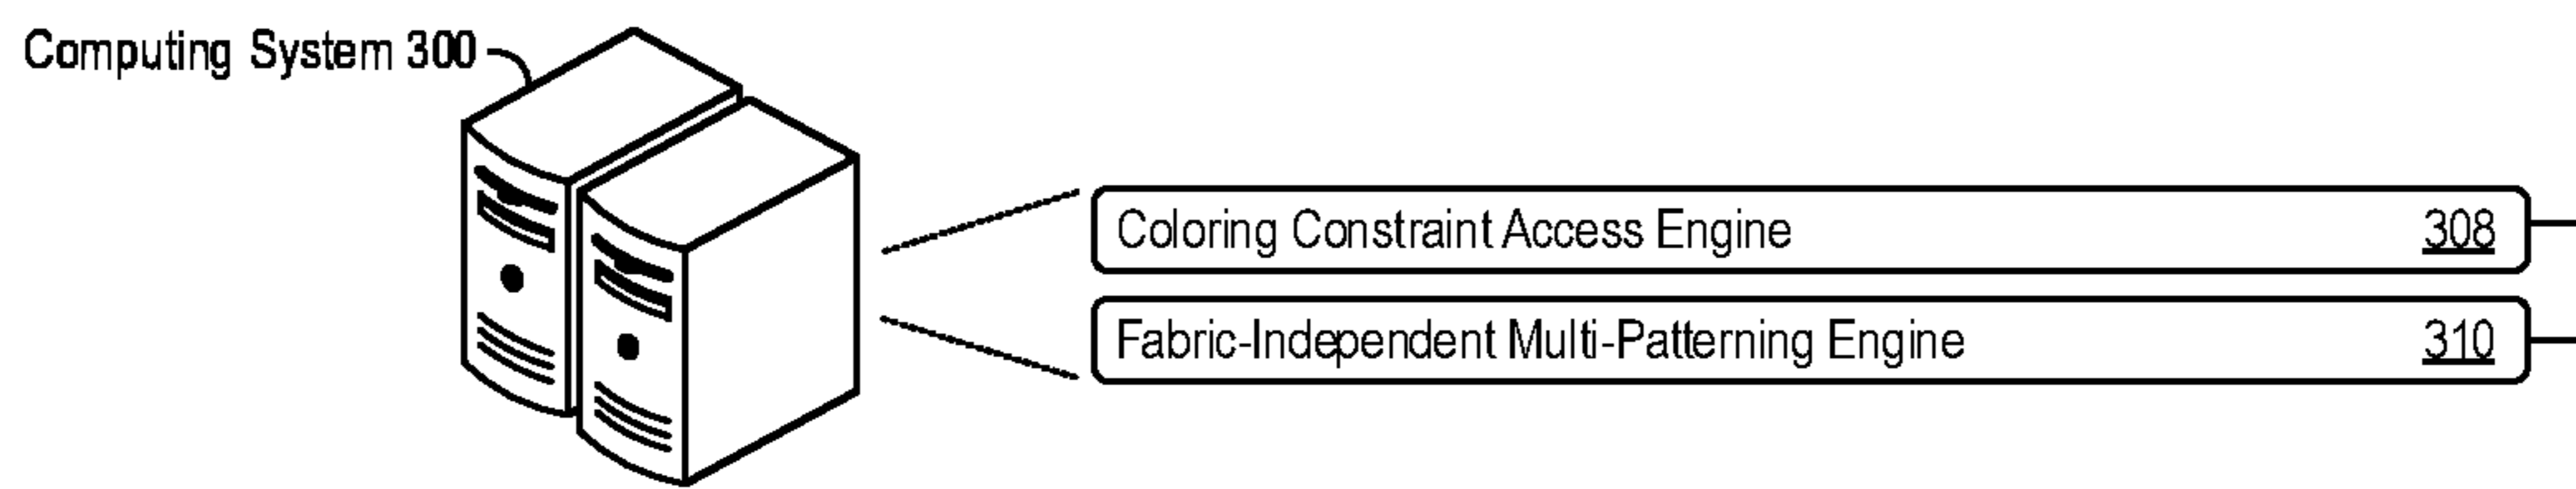 Computing System 300
Coloring Constraint Access Engine 308
Fabric-Independent Multi-Patterning Engine 310